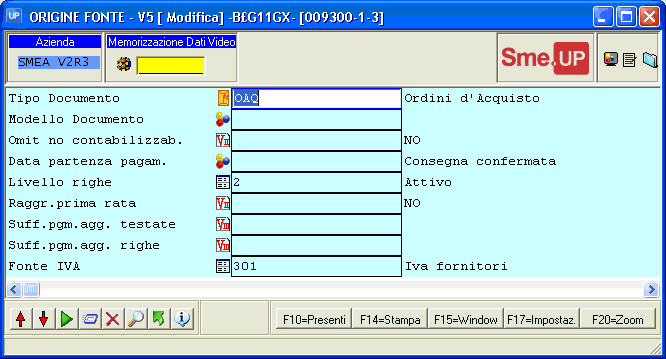 UP ORIGINE FONTE - V5 [ Modifica] -B£G11GX- [009300-1-3]
Azienda
SMEA V2R3
Memorizzazione Dati Video
Sme.UP
Tipo Documento OAQ Ordini d'Acquisto
Modello Documento
Omit no contabilizzab. NO
Data partenza pagam. Consegna confermata
Livello righe 2 Attivo
Raggr.prima rata NO
Suff.pgm.agg. testate
Suff.pgm.agg. righe
Fonte IVA 301 Iva fornitori
F10=Presenti F14=Stampa F15=Window F17=Impostaz. F20=Zoom